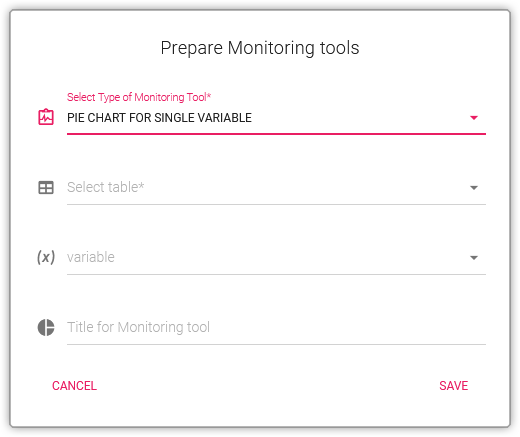 Prepare Monitoring tools
Select Type of Monitoring Tool*
PIE CHART FOR SINGLE VARIABLE
Select table*
(x) variable
Title for Monitoring tool
CANCEL SAVE